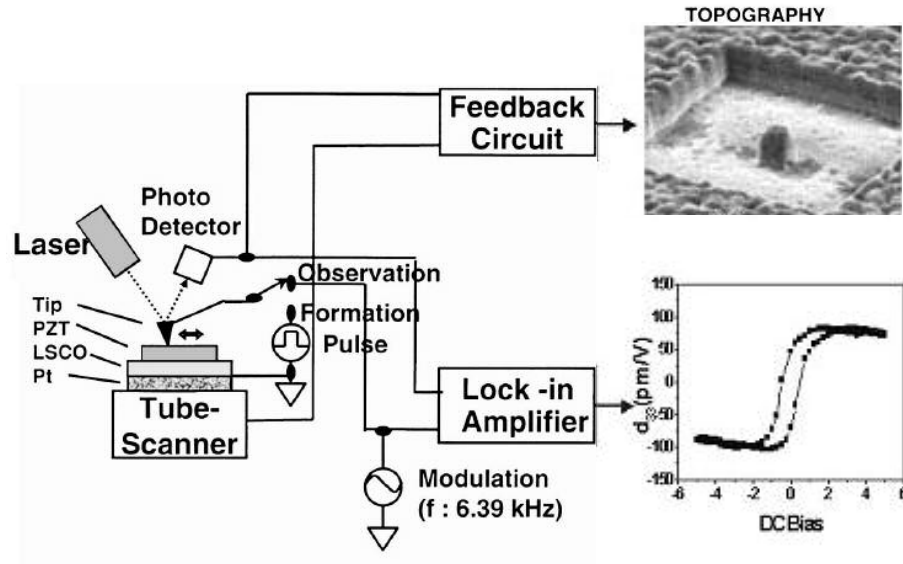 TOPOGRAPHY
Feedback
Circuit
Photo
Detector
Laser
Observation
Formation
Pulse
Tip
PZT
LSCO
Pt
Tube-
Scanner
Lock -in
Amplifier
Modulation
(f : 6.39 kHz)
d33(pm/V)
150
100
50
0
-50
-100
-150
-6
-4
-2
0
2
4
6
DC Bias